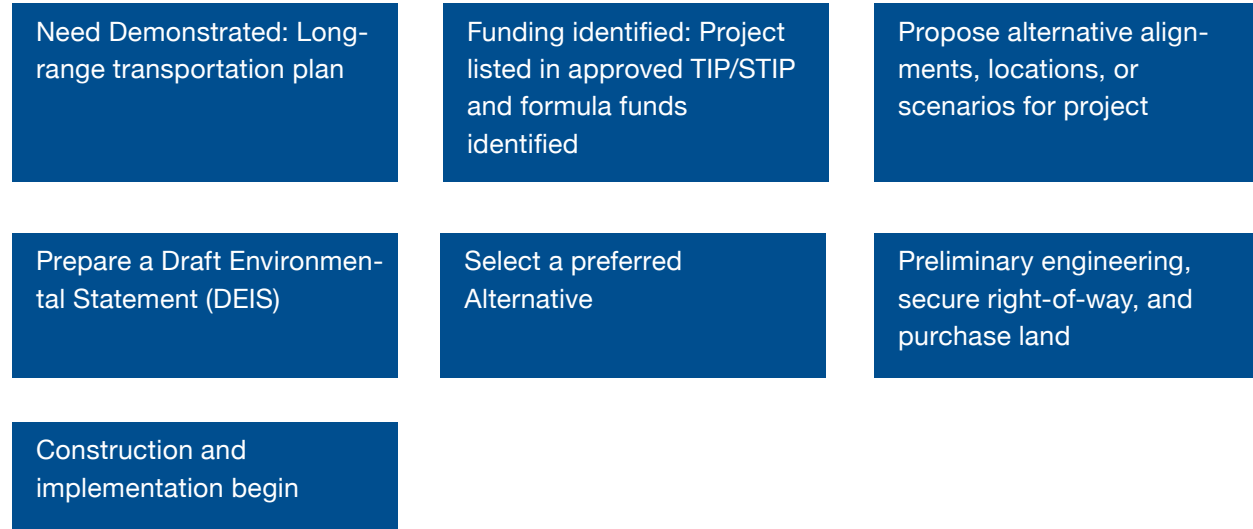 Need Demonstrated: Long-
range transportation plan
Funding identified: Project
listed in approved TIP/STIP
and formula funds
identified
Propose alternative align-
ments, locations, or
scenarios for project
Prepare a Draft Environmen-
tal Statement (DEIS)
Select a preferred
Alternative
Preliminary engineering,
secure right-of-way, and
purchase land
Construction and
implementation begin